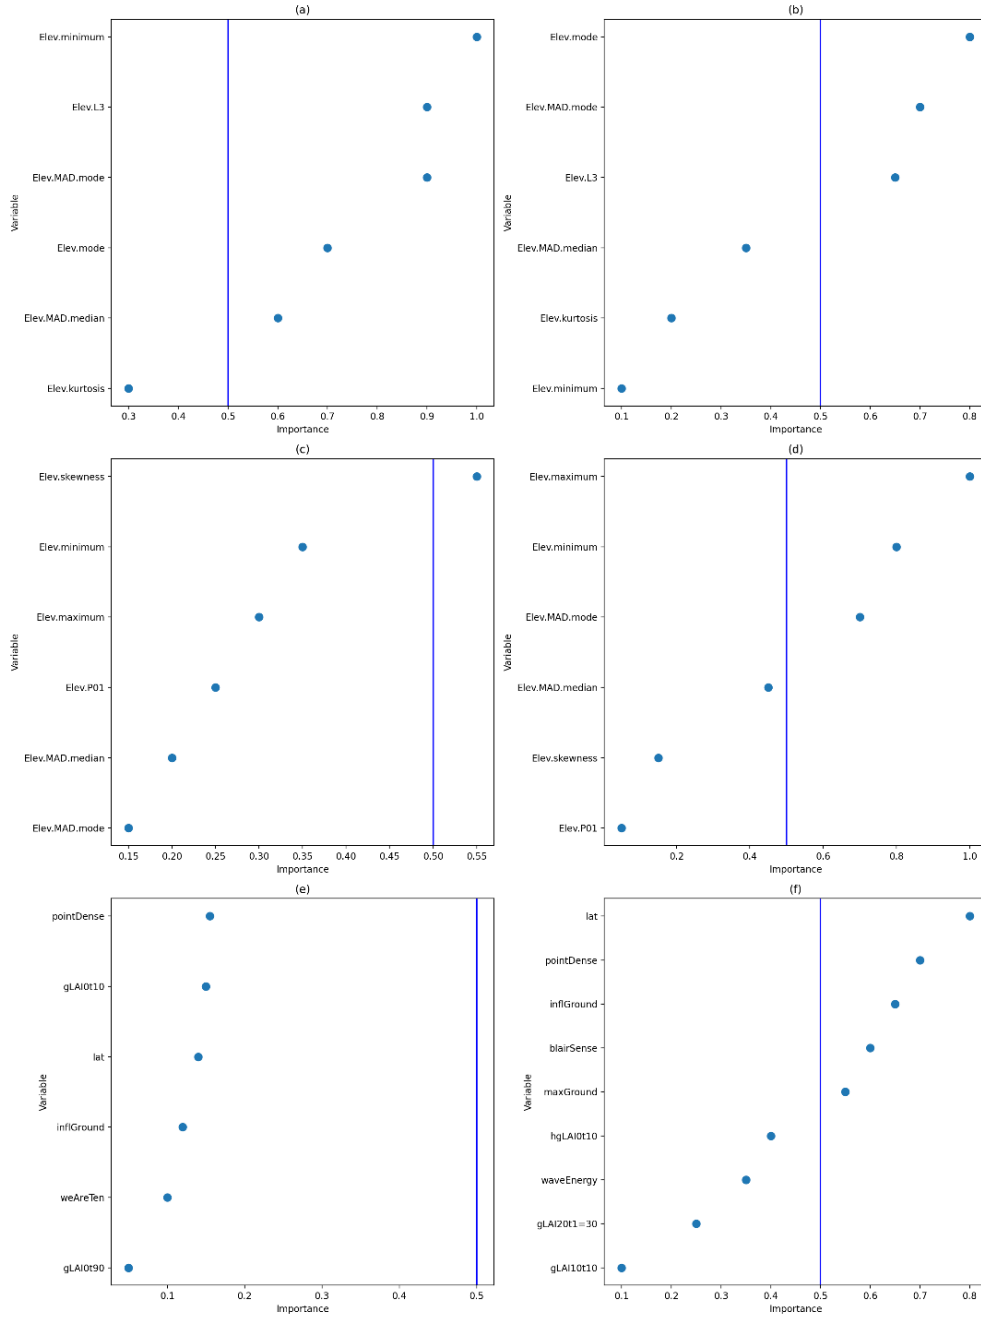 (a)
Elev.minimum
Elev.L3
Elev.MAD.mode
Elev.mode
Elev.MAD.median
Elev.kurtosis
Variable
0.3 0.4 0.5 0.6 0.7 0.8 0.9 1.0
Importance
(b)
Elev.mode
Elev.MAD.mode
Elev.L3
Elev.MAD.median
Elev.kurtosis
Elev.minimum
Variable
0.1 0.2 0.3 0.4 0.5 0.6 0.7 0.8
Importance
(c)
Elev.skewness
Elev.minimum
Elev.maximum
Elev.P01
Elev.MAD.median
Elev.MAD.mode
Variable
0.15 0.20 0.25 0.30 0.35 0.40 0.45 0.50 0.55
Importance
(d)
Elev.maximum
Elev.minimum
Elev.MAD.mode
Elev.MAD.median
Elev.skewness
Elev.P01
Variable
0.2 0.4 0.6 0.8 1.0
Importance
(e)
pointDense
gLAI0t10
lat
inflGround
weAreTen
gLAI0t90
Variable
0.1 0.2 0.3 0.4 0.5
Importance
(f)
lat
pointDense
inflGround
blairSense
maxGround
hgLAI0t10
waveEnergy
gLAI20t1=30
gLAI10t10
Variable
0.1 0.2 0.3 0.4 0.5 0.6 0.7 0.8
Importance